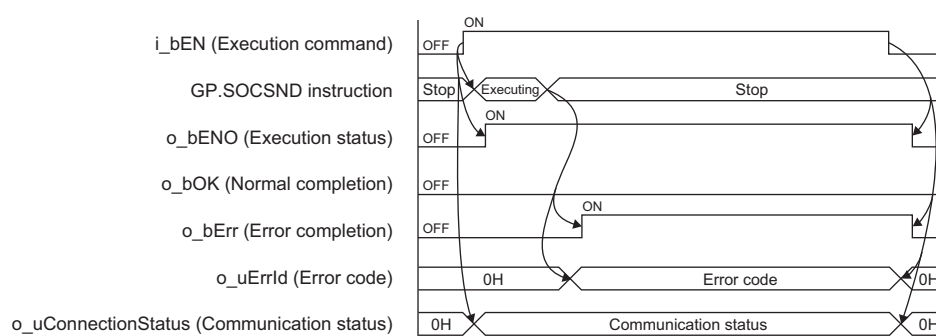 ON
i_bEN (Execution command) OFF
GP.SOCSND instruction Stop Executing Stop
ON
o_bENO (Execution status) OFF
o_bOK (Normal completion) OFF
ON
o_bErr (Error completion) OFF
o_uErrId (Error code) 0H Error code 0H
o_uConnectionStatus (Communication status) 0H Communication status 0H